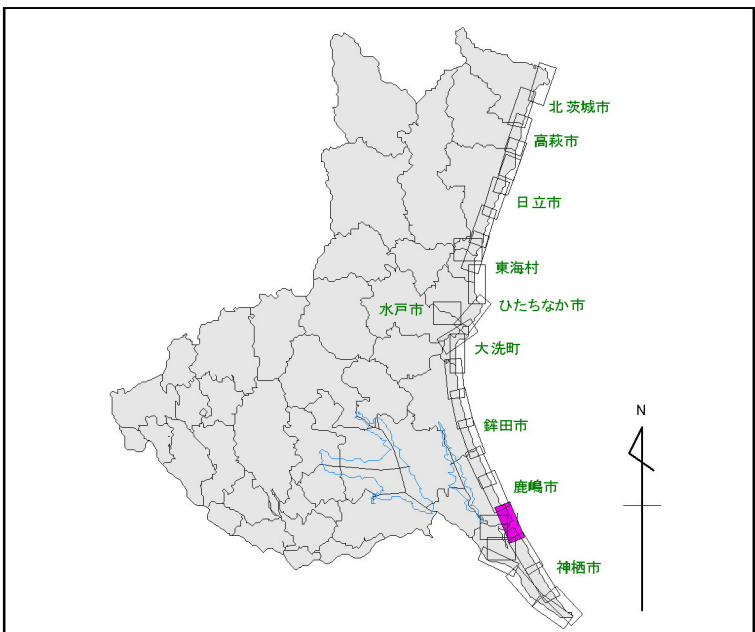 北茨城市
高萩市
日立市
東海村
ひたちなか市
水戸市
大洗町
鉾田市
N
鹿嶋市
神栖市